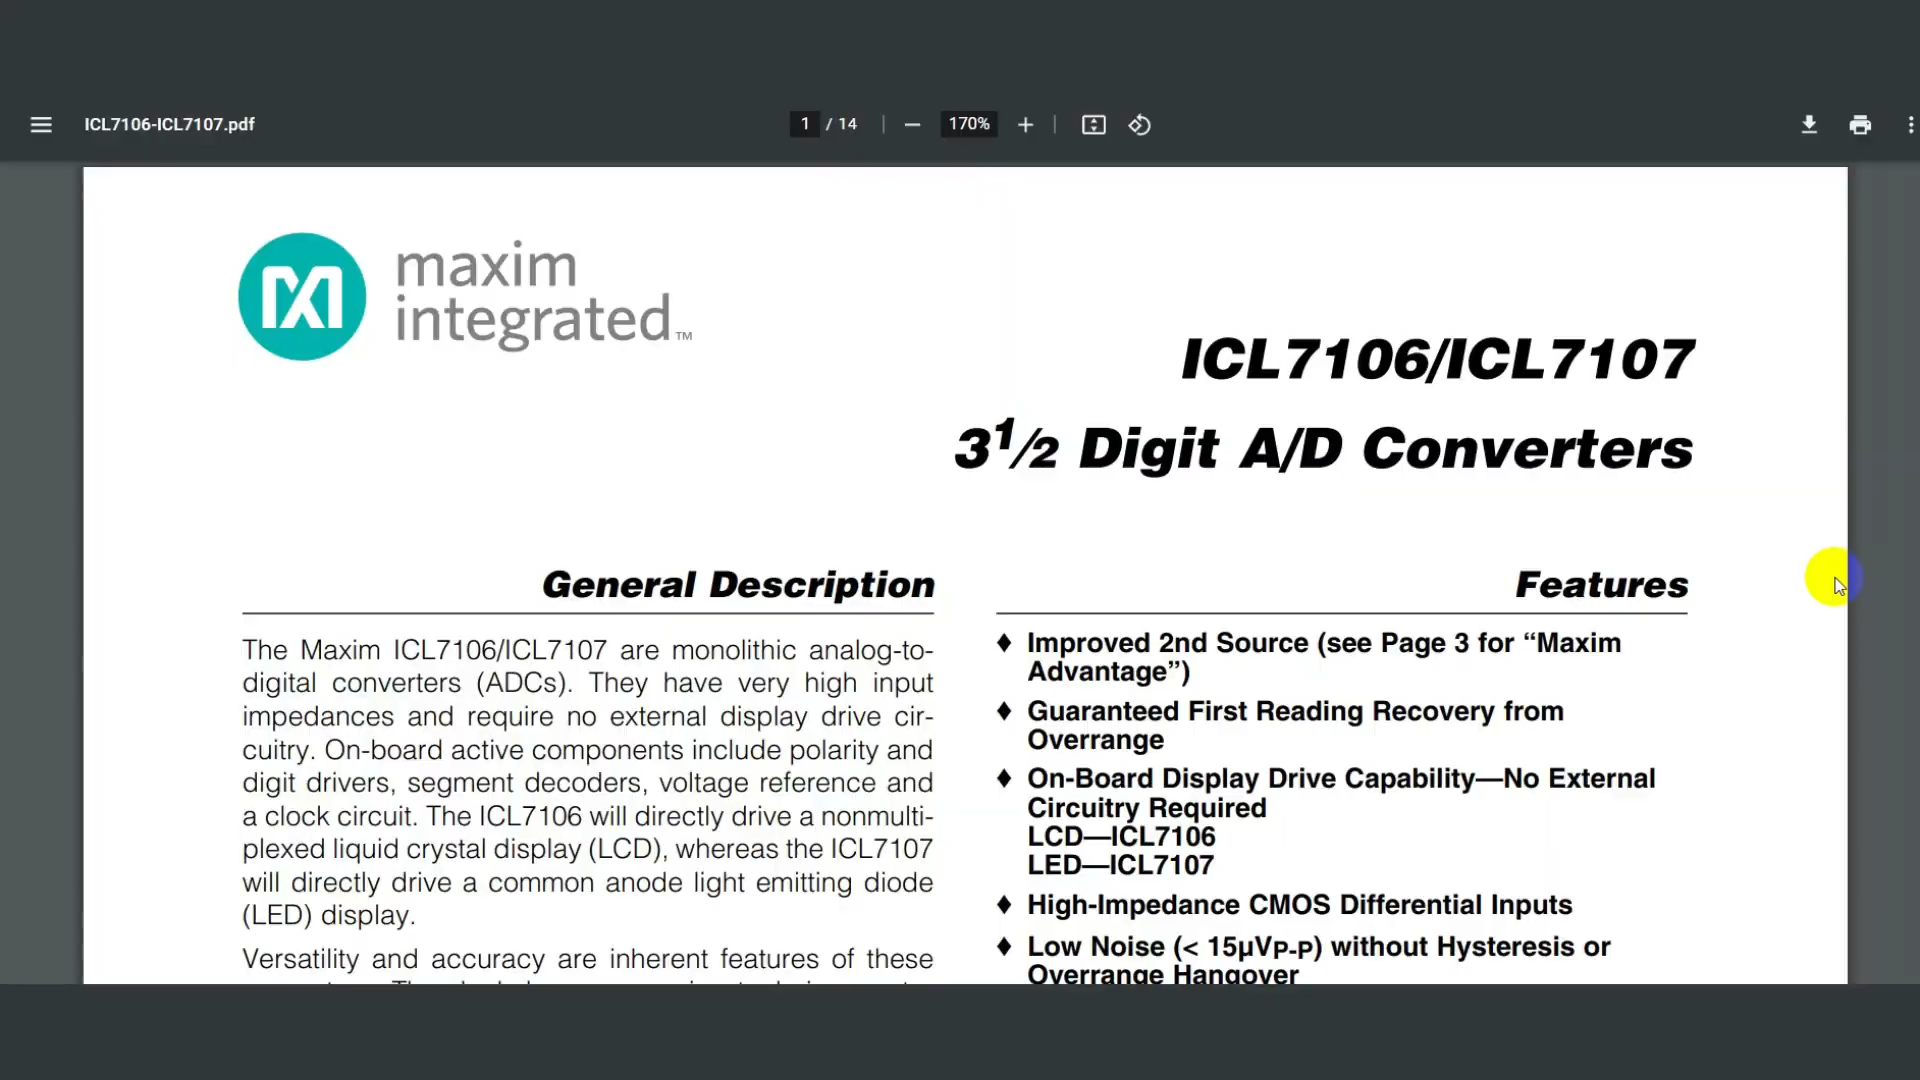 ICL7106-ICL7107.pdf
1 / 14
170%
maxim
integrated™
ICL7106/ICL7107
3½ Digit A/D Converters
General Description
The Maxim ICL7106/ICL7107 are monolithic analog-to-
digital converters (ADCs). They have very high input
impedances and require no external display drive cir-
cuitry. On-board active components include polarity and
digit drivers, segment decoders, voltage reference and
a clock circuit. The ICL7106 will directly drive a nonmulti-
plexed liquid crystal display (LCD), whereas the ICL7107
will directly drive a common anode light emitting diode
(LED) display.
Versatility and accuracy are inherent features of these
Features
♦ Improved 2nd Source (see Page 3 for “Maxim
Advantage”)
♦ Guaranteed First Reading Recovery from
Overrange
♦ On-Board Display Drive Capability—No External
Circuitry Required
LCD—ICL7106
LED—ICL7107
♦ High-Impedance CMOS Differential Inputs
♦ Low Noise (< 15µVP-P) without Hysteresis or
Overrange Hangover